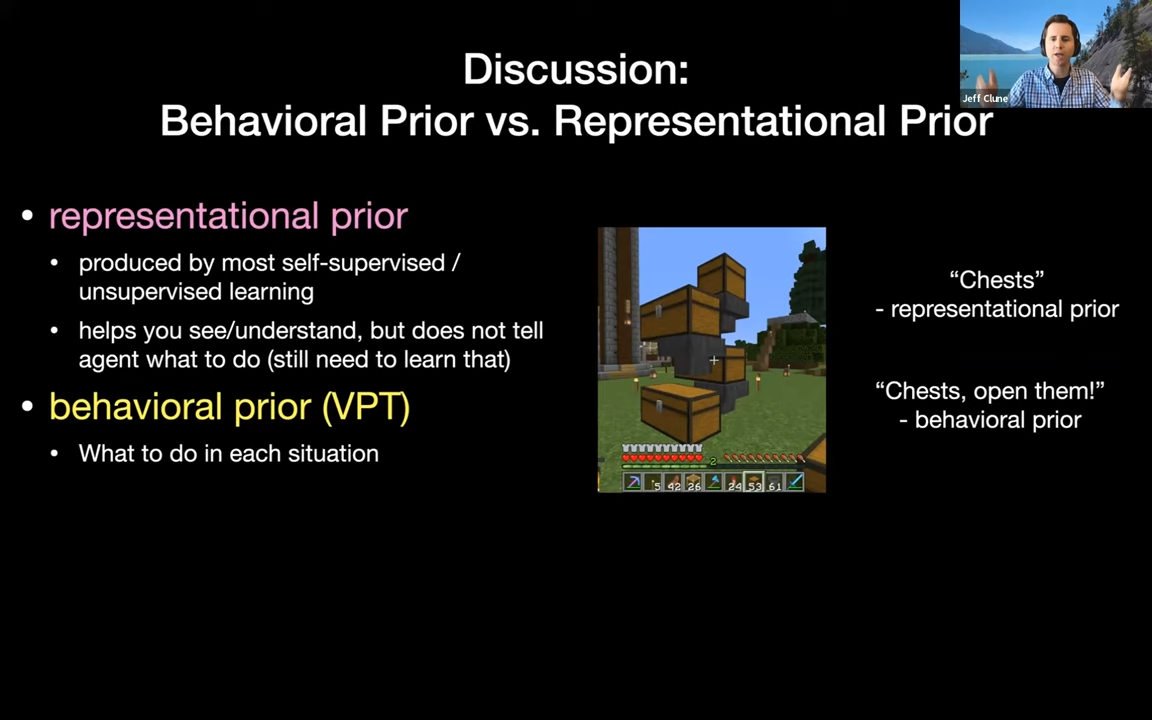 Discussion:
Behavioral Prior vs. Representational Prior
Jeff Clune
• representational prior
• produced by most self-supervised /
unsupervised learning
• helps you see/understand, but does not tell
agent what to do (still need to learn that)
• behavioral prior (VPT)
• What to do in each situation
“Chests”
- representational prior
“Chests, open them!”
- behavioral prior
2
5 42 26 24 53 61